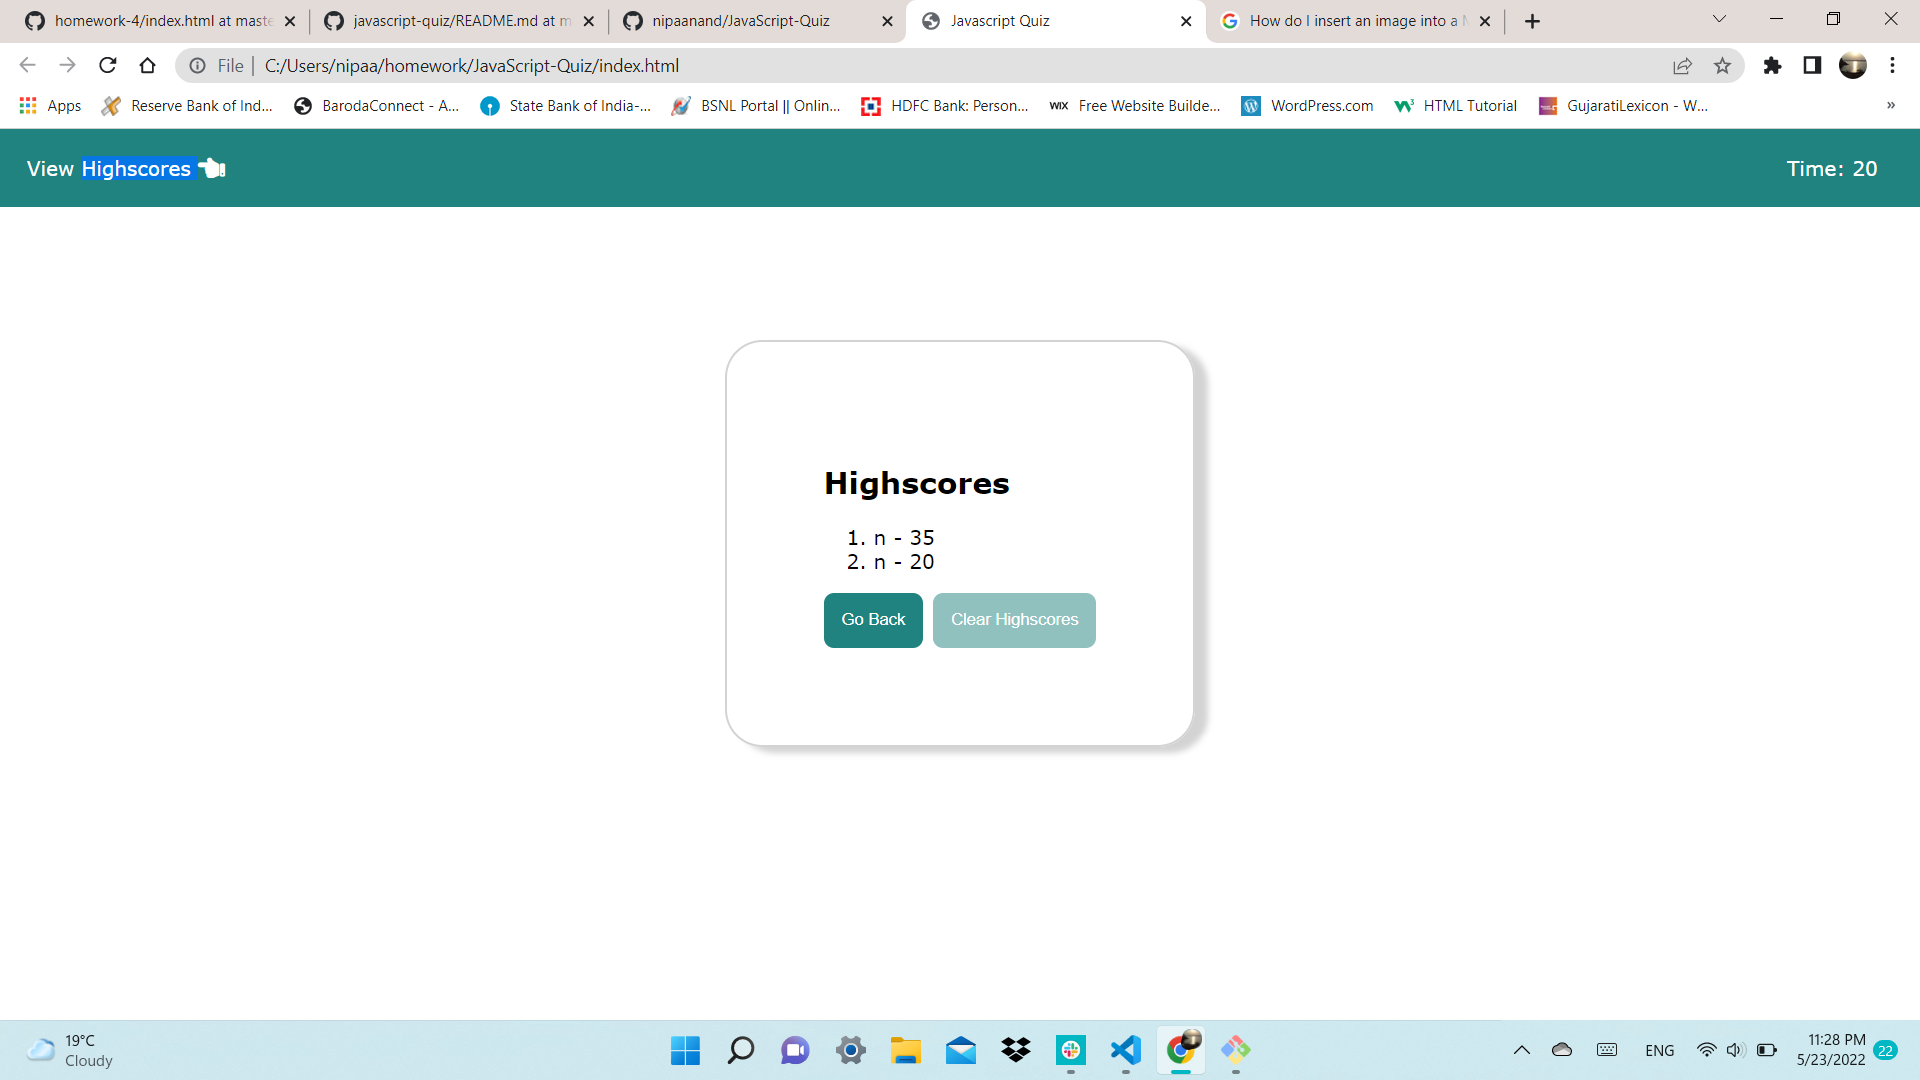 homework-4/index.html at maste
javascript-quiz/README.md at m
nipaanand/JavaScript-Quiz
Javascript Quiz
How do I insert an image into a M
File
C:/Users/nipaa/homework/JavaScript-Quiz/index.html
Apps
Reserve Bank of Ind...
BarodaConnect - A...
State Bank of India-...
BSNL Portal || Onlin...
HDFC Bank: Person...
WIX
Free Website Builde...
WordPress.com
HTML Tutorial
GujaratiLexicon - W...
»
View Highscores
Time: 20
Highscores
1. n - 35
2. n - 20
Go Back
Clear Highscores
19°C
Cloudy
ENG
11:28 PM
5/23/2022
22